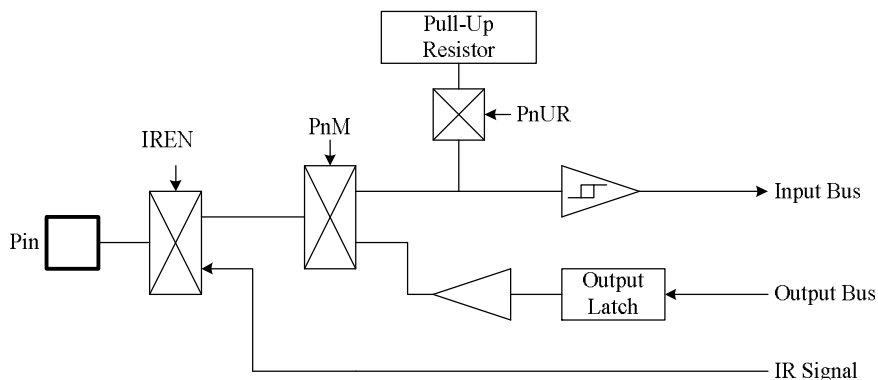 Pull-Up
Resistor
PnUR
PnM
IREN
Input Bus
Pin
Output
Latch
Output Bus
IR Signal